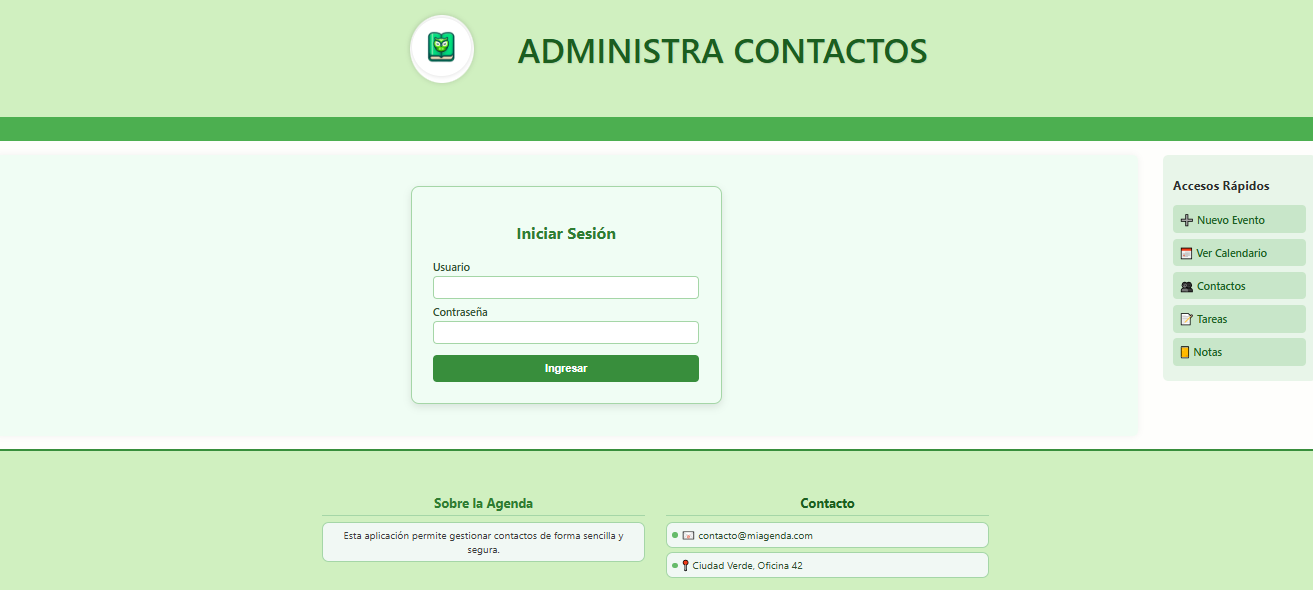 ADMINISTRA CONTACTOS
Iniciar Sesión
Usuario
Contraseña
Ingresar
Accesos Rápidos
Nuevo Evento
Ver Calendario
Contactos
Tareas
Notas
Sobre la Agenda
Esta aplicación permite gestionar contactos de forma sencilla y
segura.
Contacto
contacto@miagenda.com
Ciudad Verde, Oficina 42